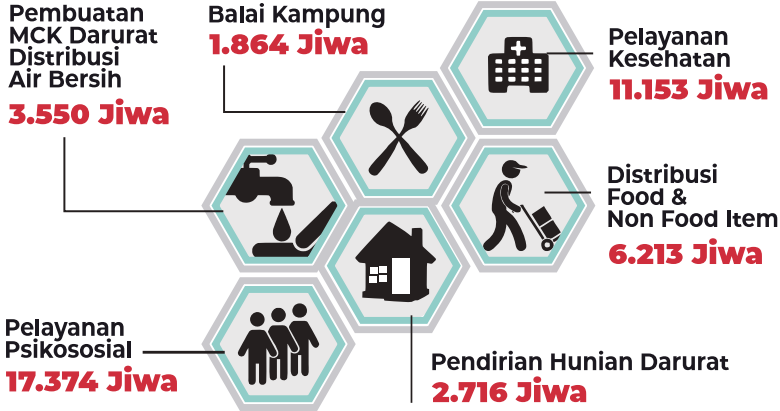 Pembuatan
MCK Darurat
Distribusi
Air Bersih
3.550 Jiwa
Balai Kampung
1.864 Jiwa
Pelayanan
Kesehatan
11.153 Jiwa
Distribusi
Food &
Non Food Item
6.213 Jiwa
Pelayanan
Psikososial
17.374 Jiwa
Pendirian Hunian Darurat
2.716 Jiwa